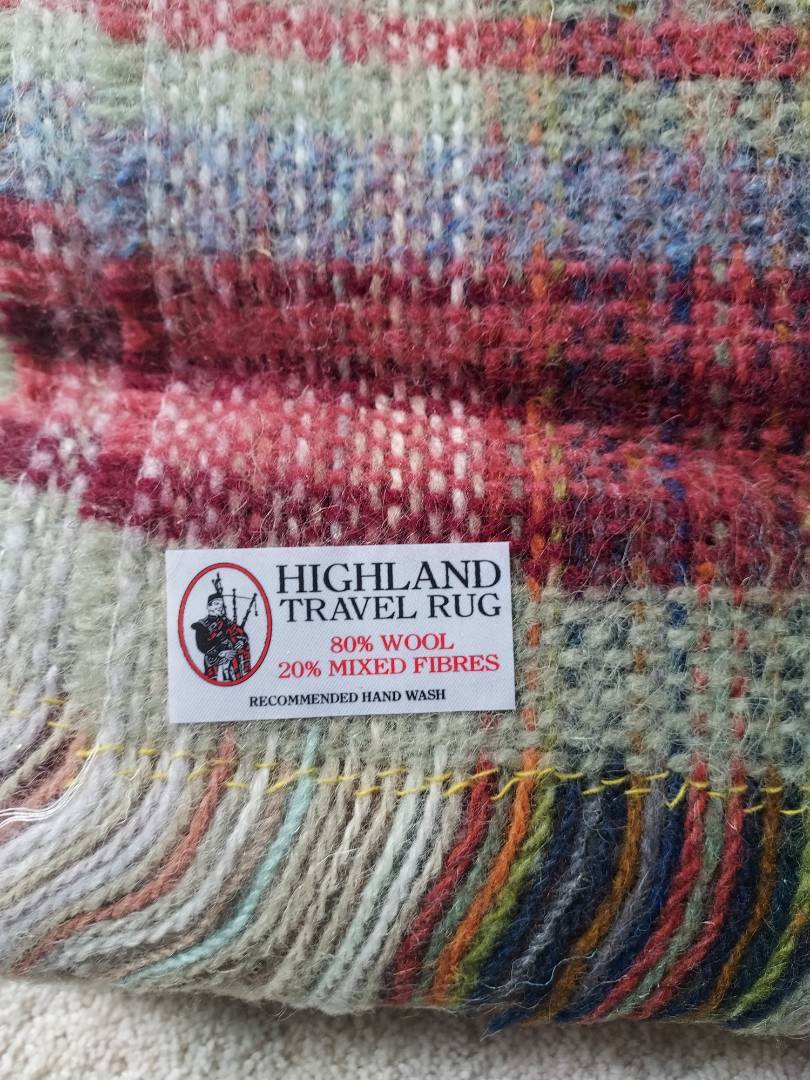 HIGHLAND
TRAVEL RUG
80% WOOL
20% MIXED FIBRES
RECOMMENDED HAND WASH